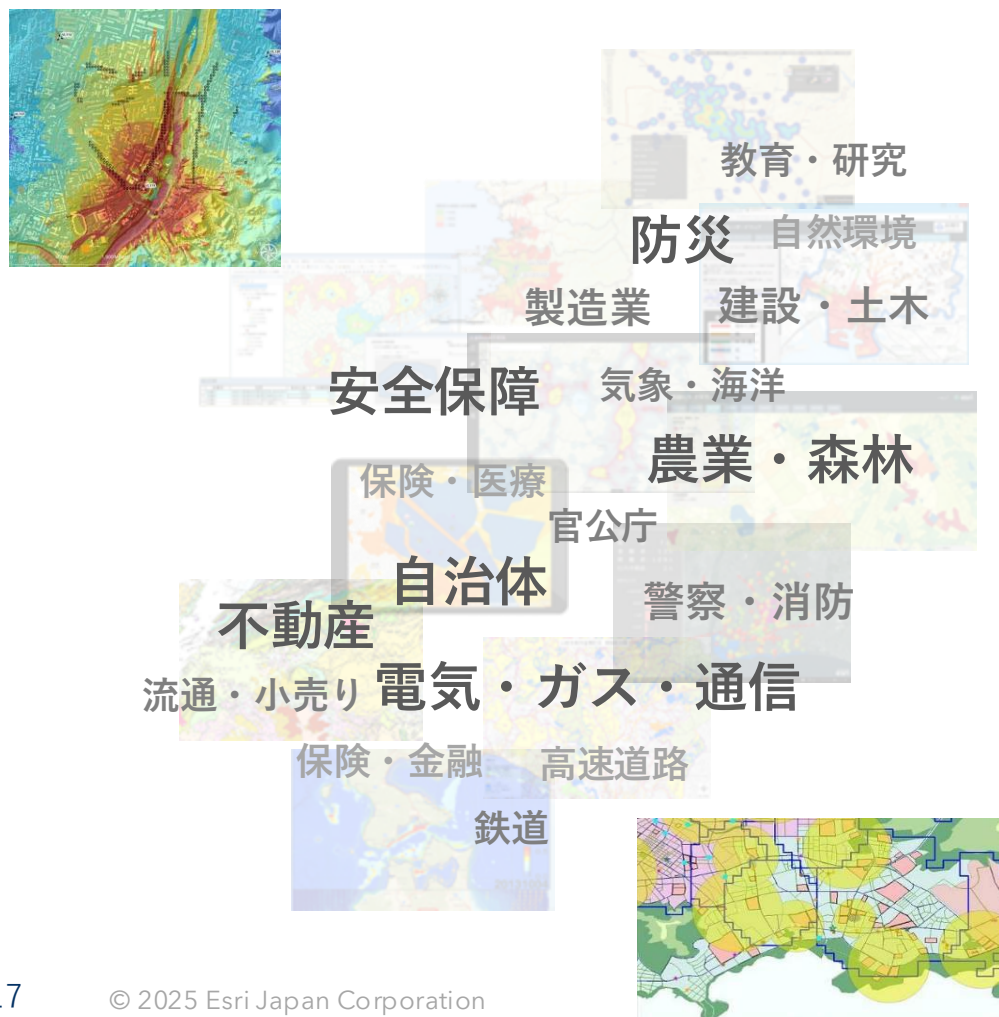 教育・研究
防災
自然環境
製造業
建設・土木
安全保障
気象・海洋
農業・森林
保険・医療
官公庁
自治体
警察・消防
不動産
流通・小売り
電気・ガス・通信
保険・金融
高速道路
鉄道
© 2025 Esri Japan Corporation